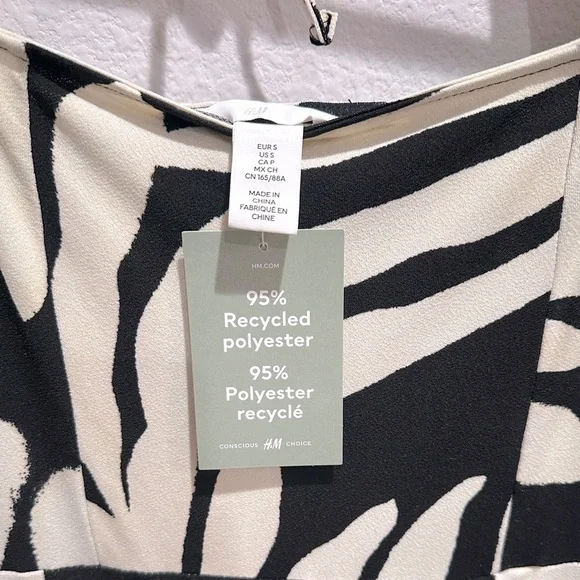 H&M
EUR S
US S
CA P
MX CH
CN 165/88A
MADE IN
CHINA
FABRIQUÉ EN
CHINE
HM.COM
95%
Recycled
polyester
95%
Polyester
recyclé
CONSCIOUS H&M CHOICE